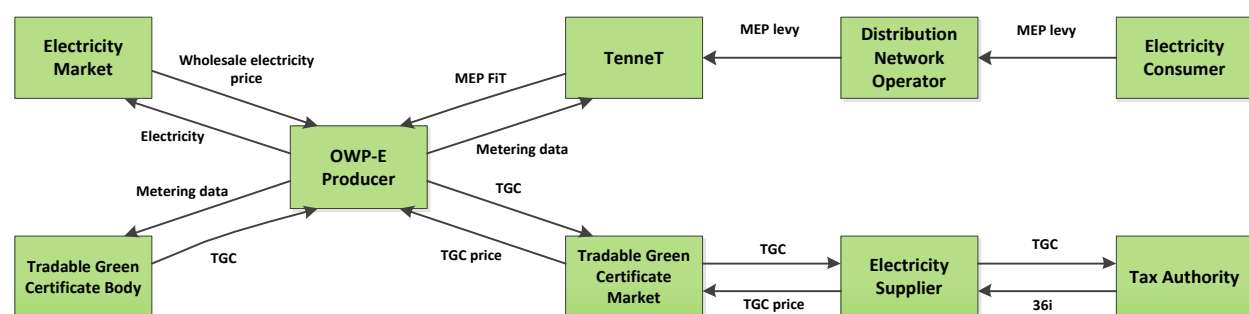 Electricity
Market
Wholesale electricity
price
Electricity
MEP FiT
TenneT
MEP levy
Distribution
Network
Operator
MEP levy
Electricity
Consumer
OWP-E
Producer
Metering data
Metering data
TGC
TGC
TGC price
Tradable Green
Certificate Body
Tradable Green
Certificate
Market
TGC
TGC price
Electricity
Supplier
TGC
36i
Tax Authority